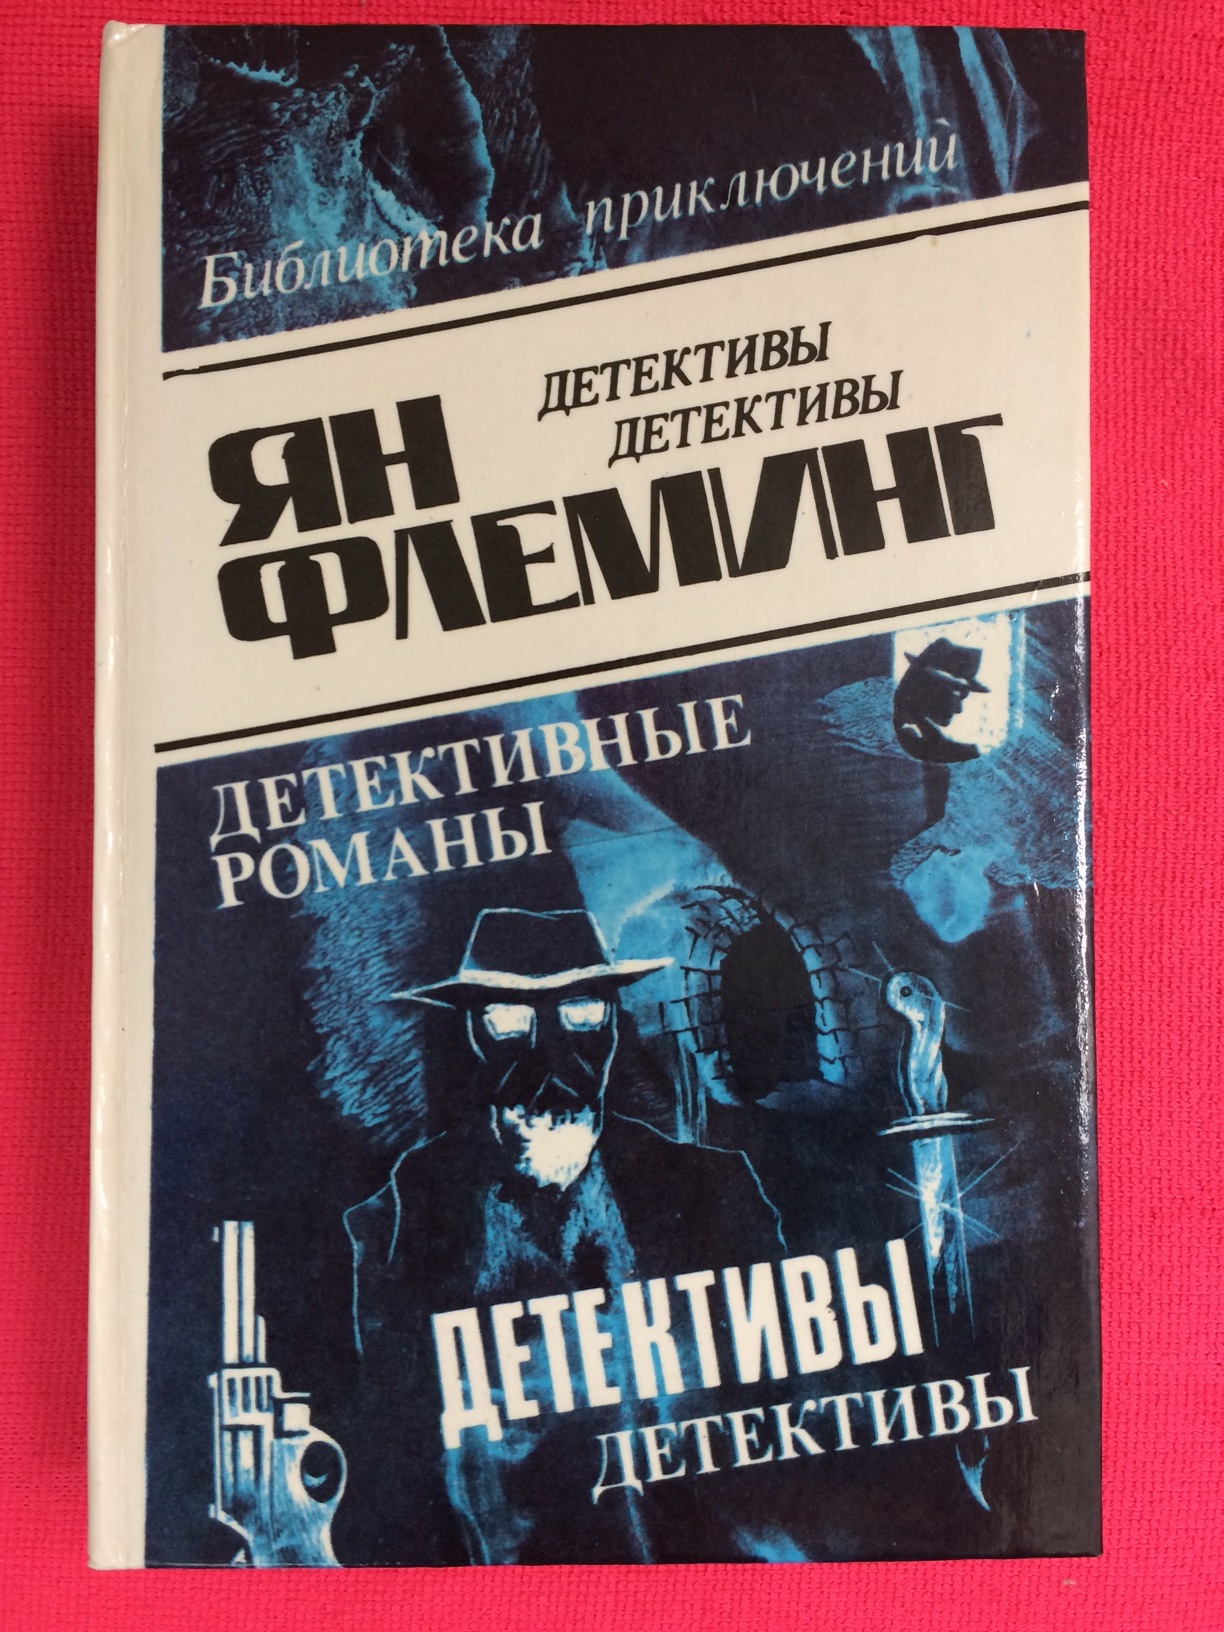 Библиотека приключений
ДЕТЕКТИВЫ
ДЕТЕКТИВЫ
ЯН
ФЛЕМИНГ
ДЕТЕКТИВНЫЕ
РОМАНЫ
ДЕТЕКТИВЫ
ДЕТЕКТИВЫ